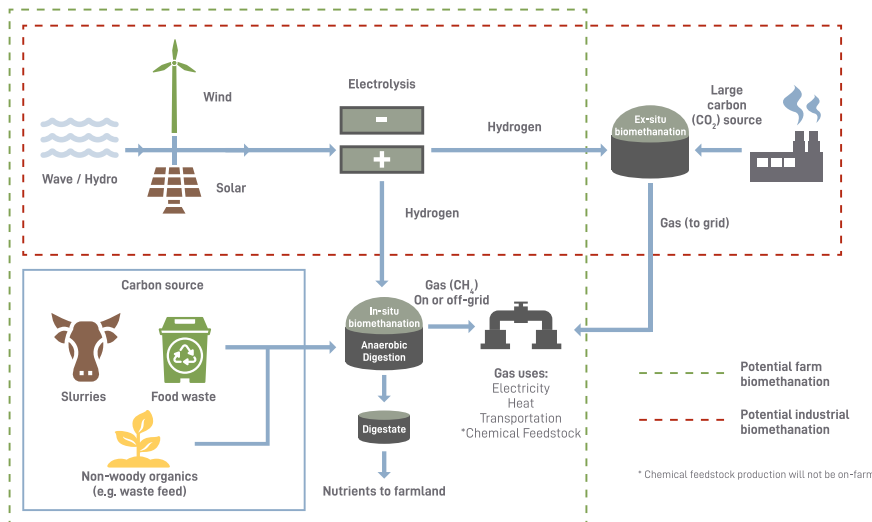 Wind
Electrolysis
-
+
Hydrogen
Large
carbon
(CO₂) source
Ex-situ
biomethanation
Wave / Hydro
Solar
Hydrogen
Gas (to grid)
Carbon source
Gas (CH₄)
On or off-grid
In-situ
biomethanation
Anaerobic
Digestion
Slurries
Food waste
Gas uses:
Electricity
Heat
Transportation
*Chemical Feedstock
Digestate
Non-woody organics
(e.g. waste feed)
Nutrients to farmland
Potential farm
biomethanation
Potential industrial
biomethanation
* Chemical feedstock production will not be on-farm